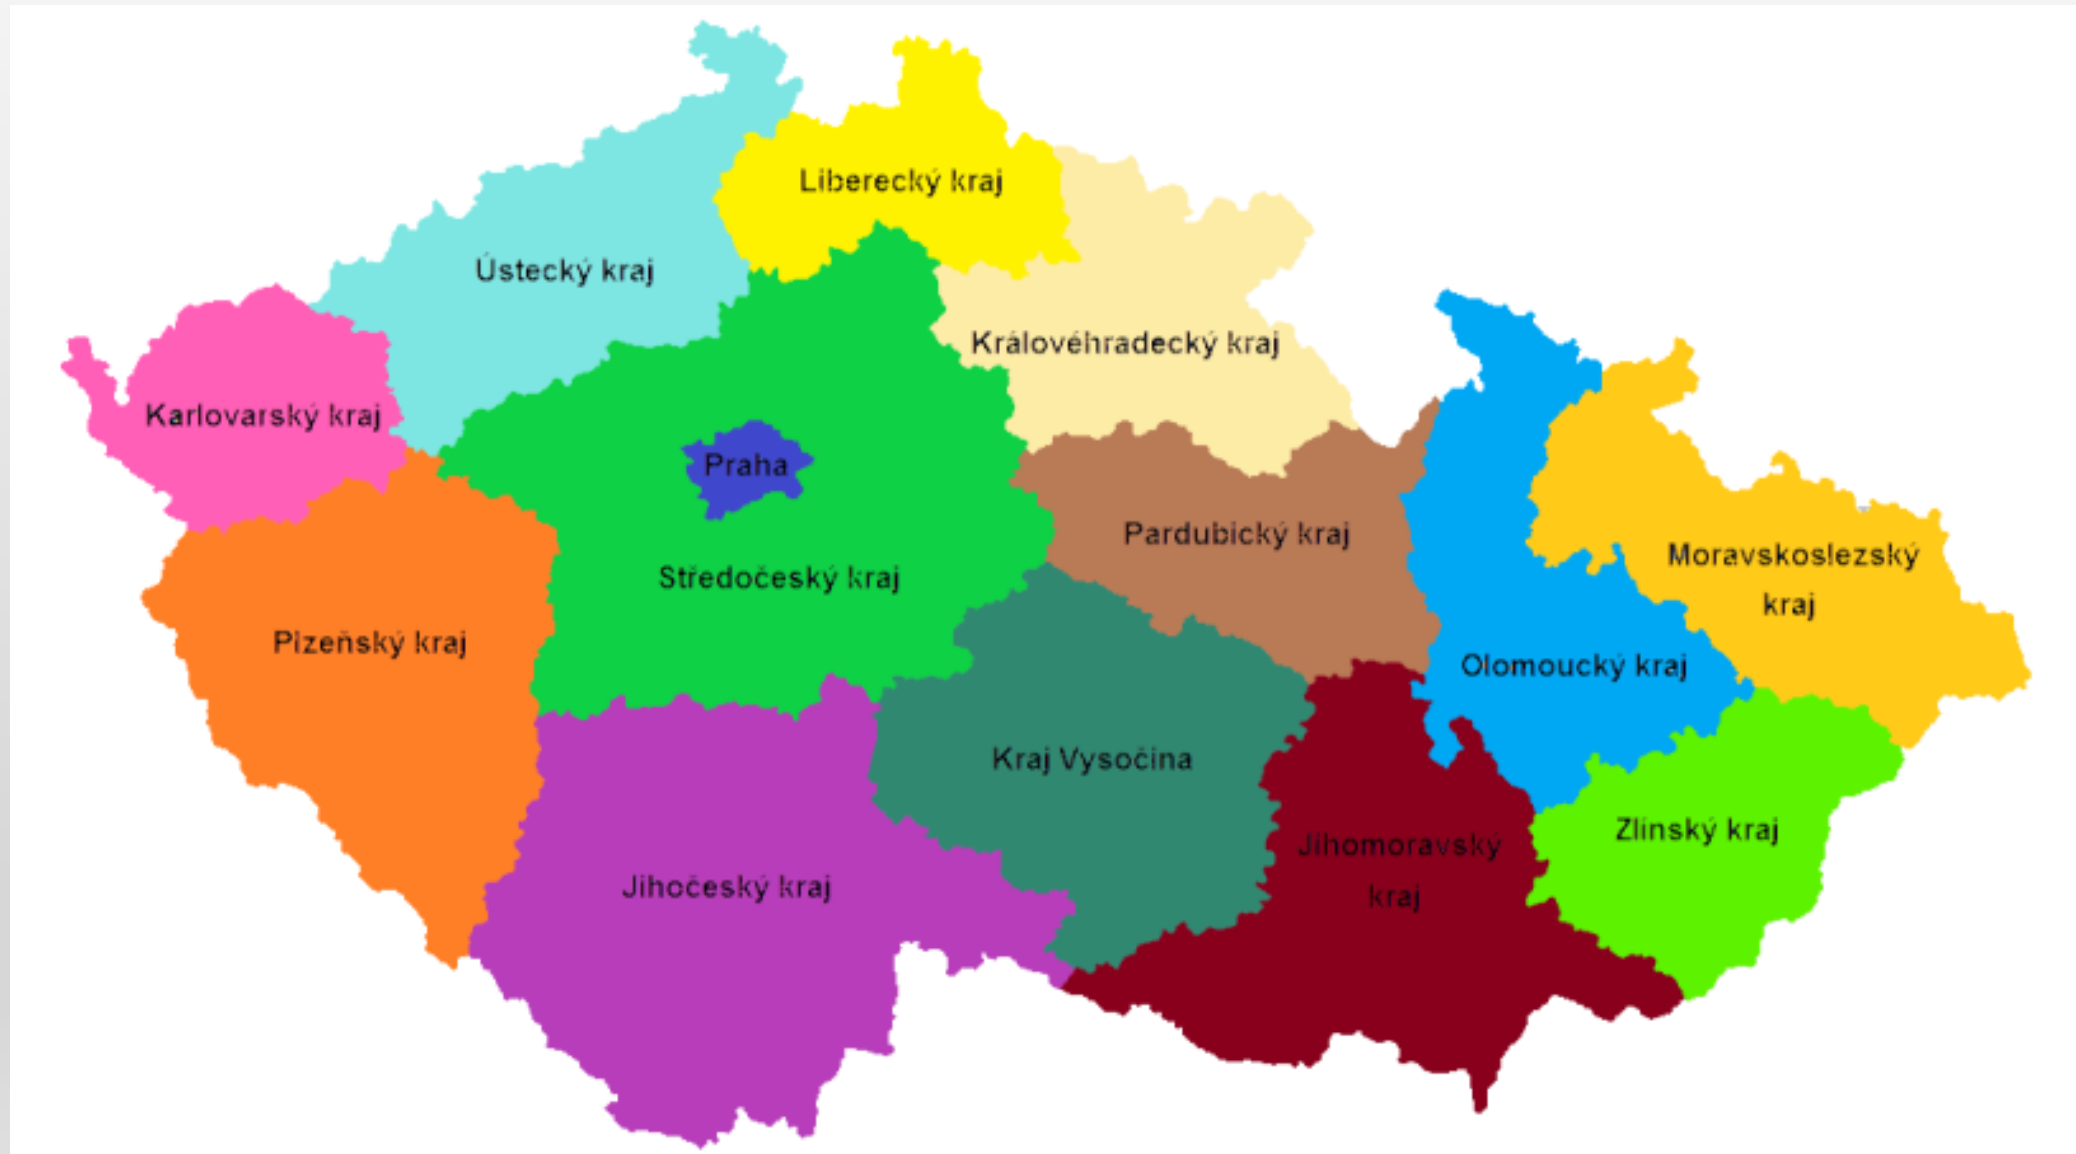 Liberecký kraj
Ústecký kraj
Královéhradecký kraj
Karlovarský kraj
Praha
Pardubický kraj
Středočeský kraj
Moravskoslezský
kraj
Plzeňský kraj
Olomoucký kraj
Kraj Vysočina
Zlínský kraj
Jihomoravský
kraj
Jihočeský kraj